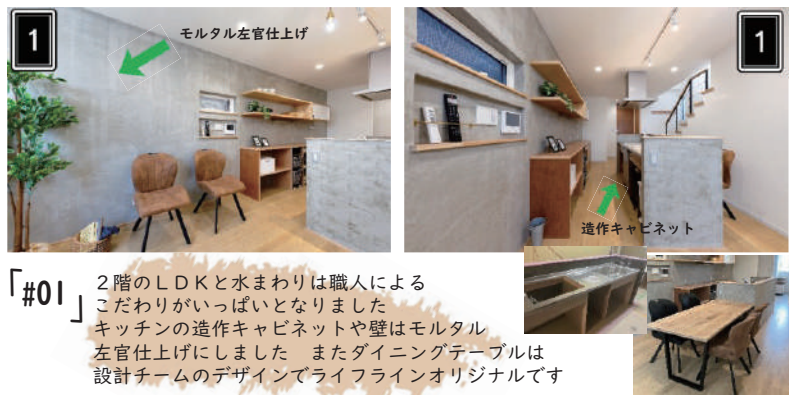 1
モルタル左官仕上げ
1
造作キャビネット
「#01」
２階のＬＤＫと水まわりは職人による
こだわりがいっぱいとなりました
キッチンの造作キャビネットや壁はモルタル
左官仕上げにしました　またダイニングテーブルは
設計チームのデザインでライフラインオリジナルです